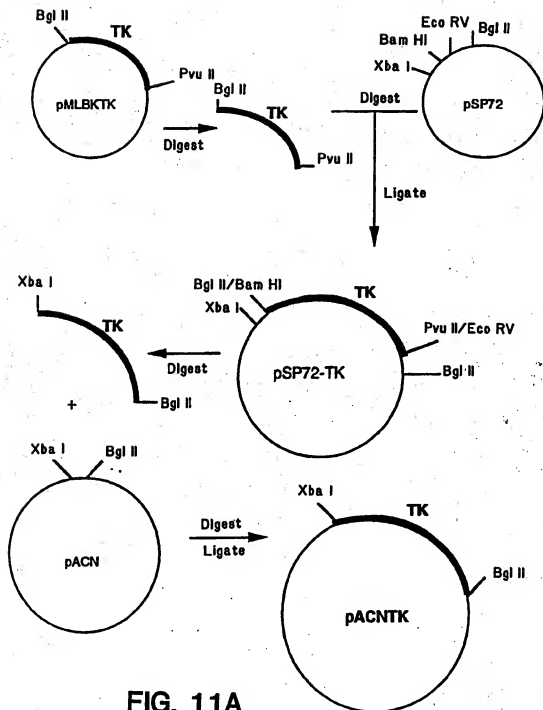 Bgl II
TK
pMLBKTK
Pvu II
Digest
Bgl II
TK
Pvu II
Digest
Eco RV
Bam HI
Bgl II
Xba I
pSP72
Ligate
Xba I
TK
Bgl II
Digest
Bgl II/Bam HI
Xba I
TK
Pvu II/Eco RV
pSP72-TK
Bgl II
+
Xba I
Bgl II
pACN
Digest
Ligate
Xba I
TK
Bgl II
pACNTK
FIG. 11A